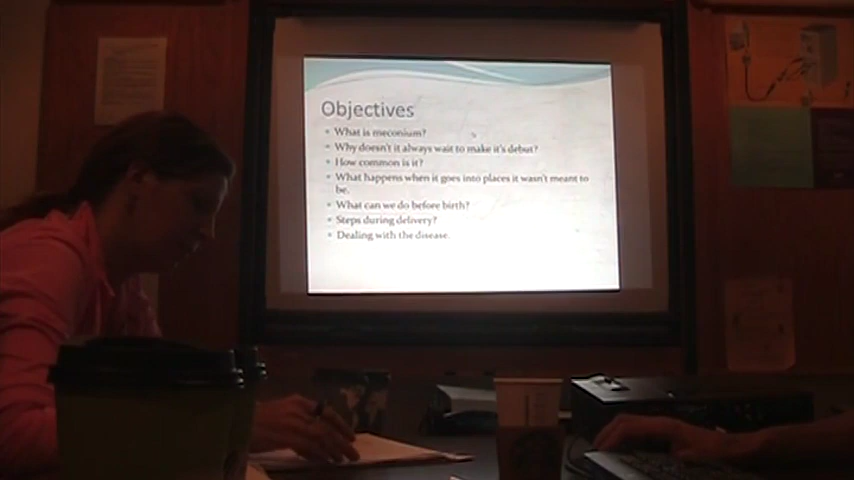 Objectives
What is meconium?
Why doesn't it always wait to make it's debut?
How common is it?
What happens when it goes into places it wasn't meant to
be.
What can we do before birth?
Steps during delivery?
Dealing with the disease.